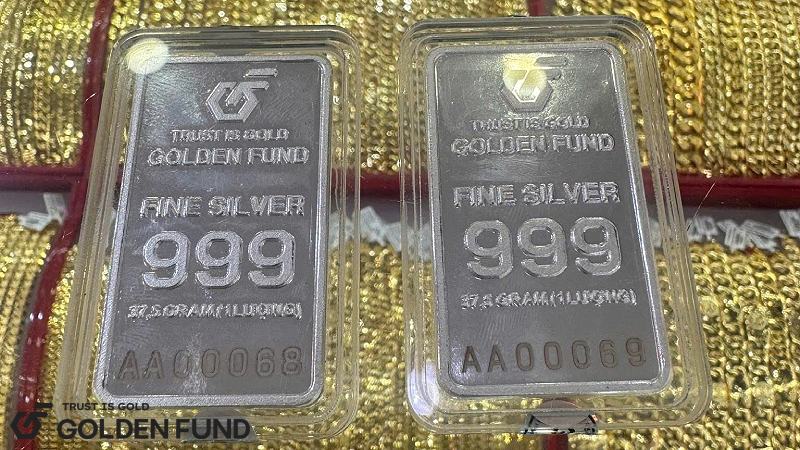 TRUST IS GOLD
GOLDEN FUND
FINE SILVER
999
37,5 GRAM (1 LƯỢNG)
AA00068
TRUST IS GOLD
GOLDEN FUND
FINE SILVER
999
37,5 GRAM (1 LƯỢNG)
AA00069
TRUST IS GOLD
GOLDEN FUND